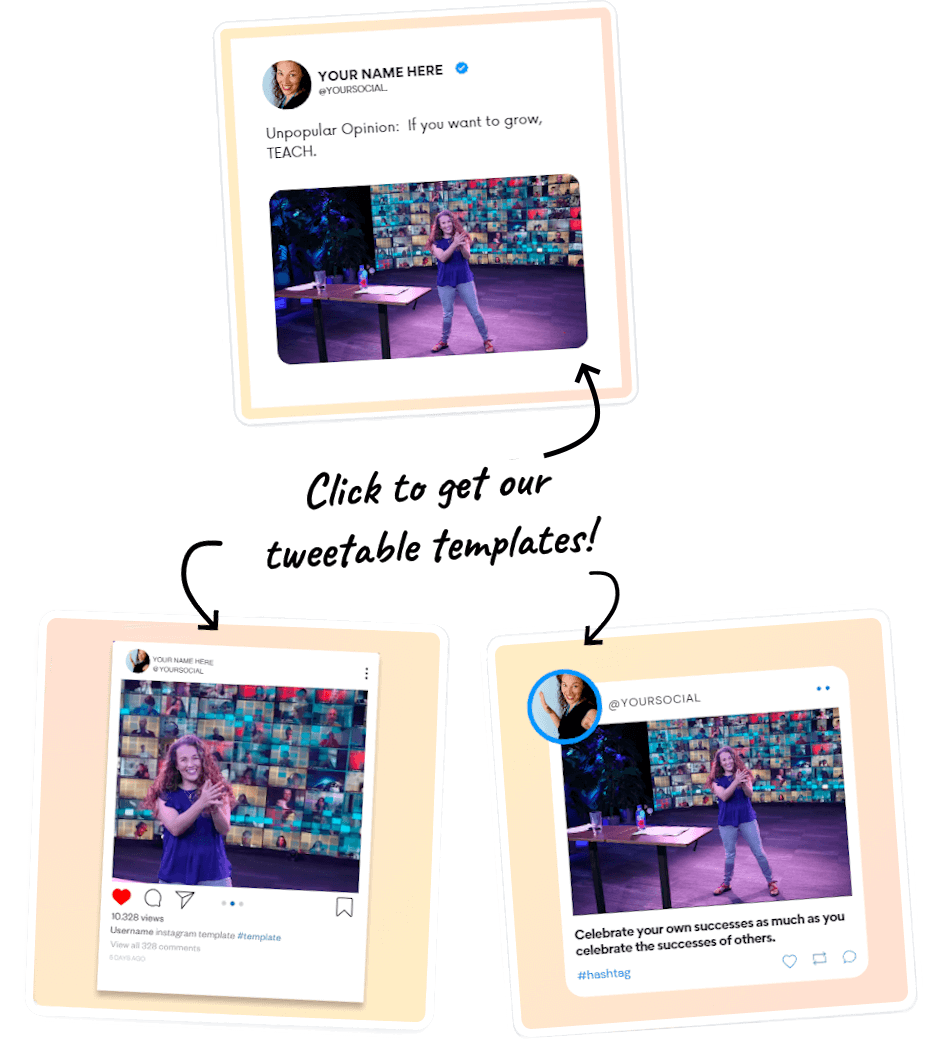 YOUR NAME HERE
@YOURSOCIAL
Unpopular Opinion: If you want to grow,
TEACH.
Click to get our
tweetable templates!
YOUR NAME HERE
@YOURSOCIAL
10.328 views
Username instagram template #template
View all 328 comments
6 DAYS AGO
@YOURSOCIAL
Celebrate your own successes as much as you
celebrate the successes of others.
#hashtag